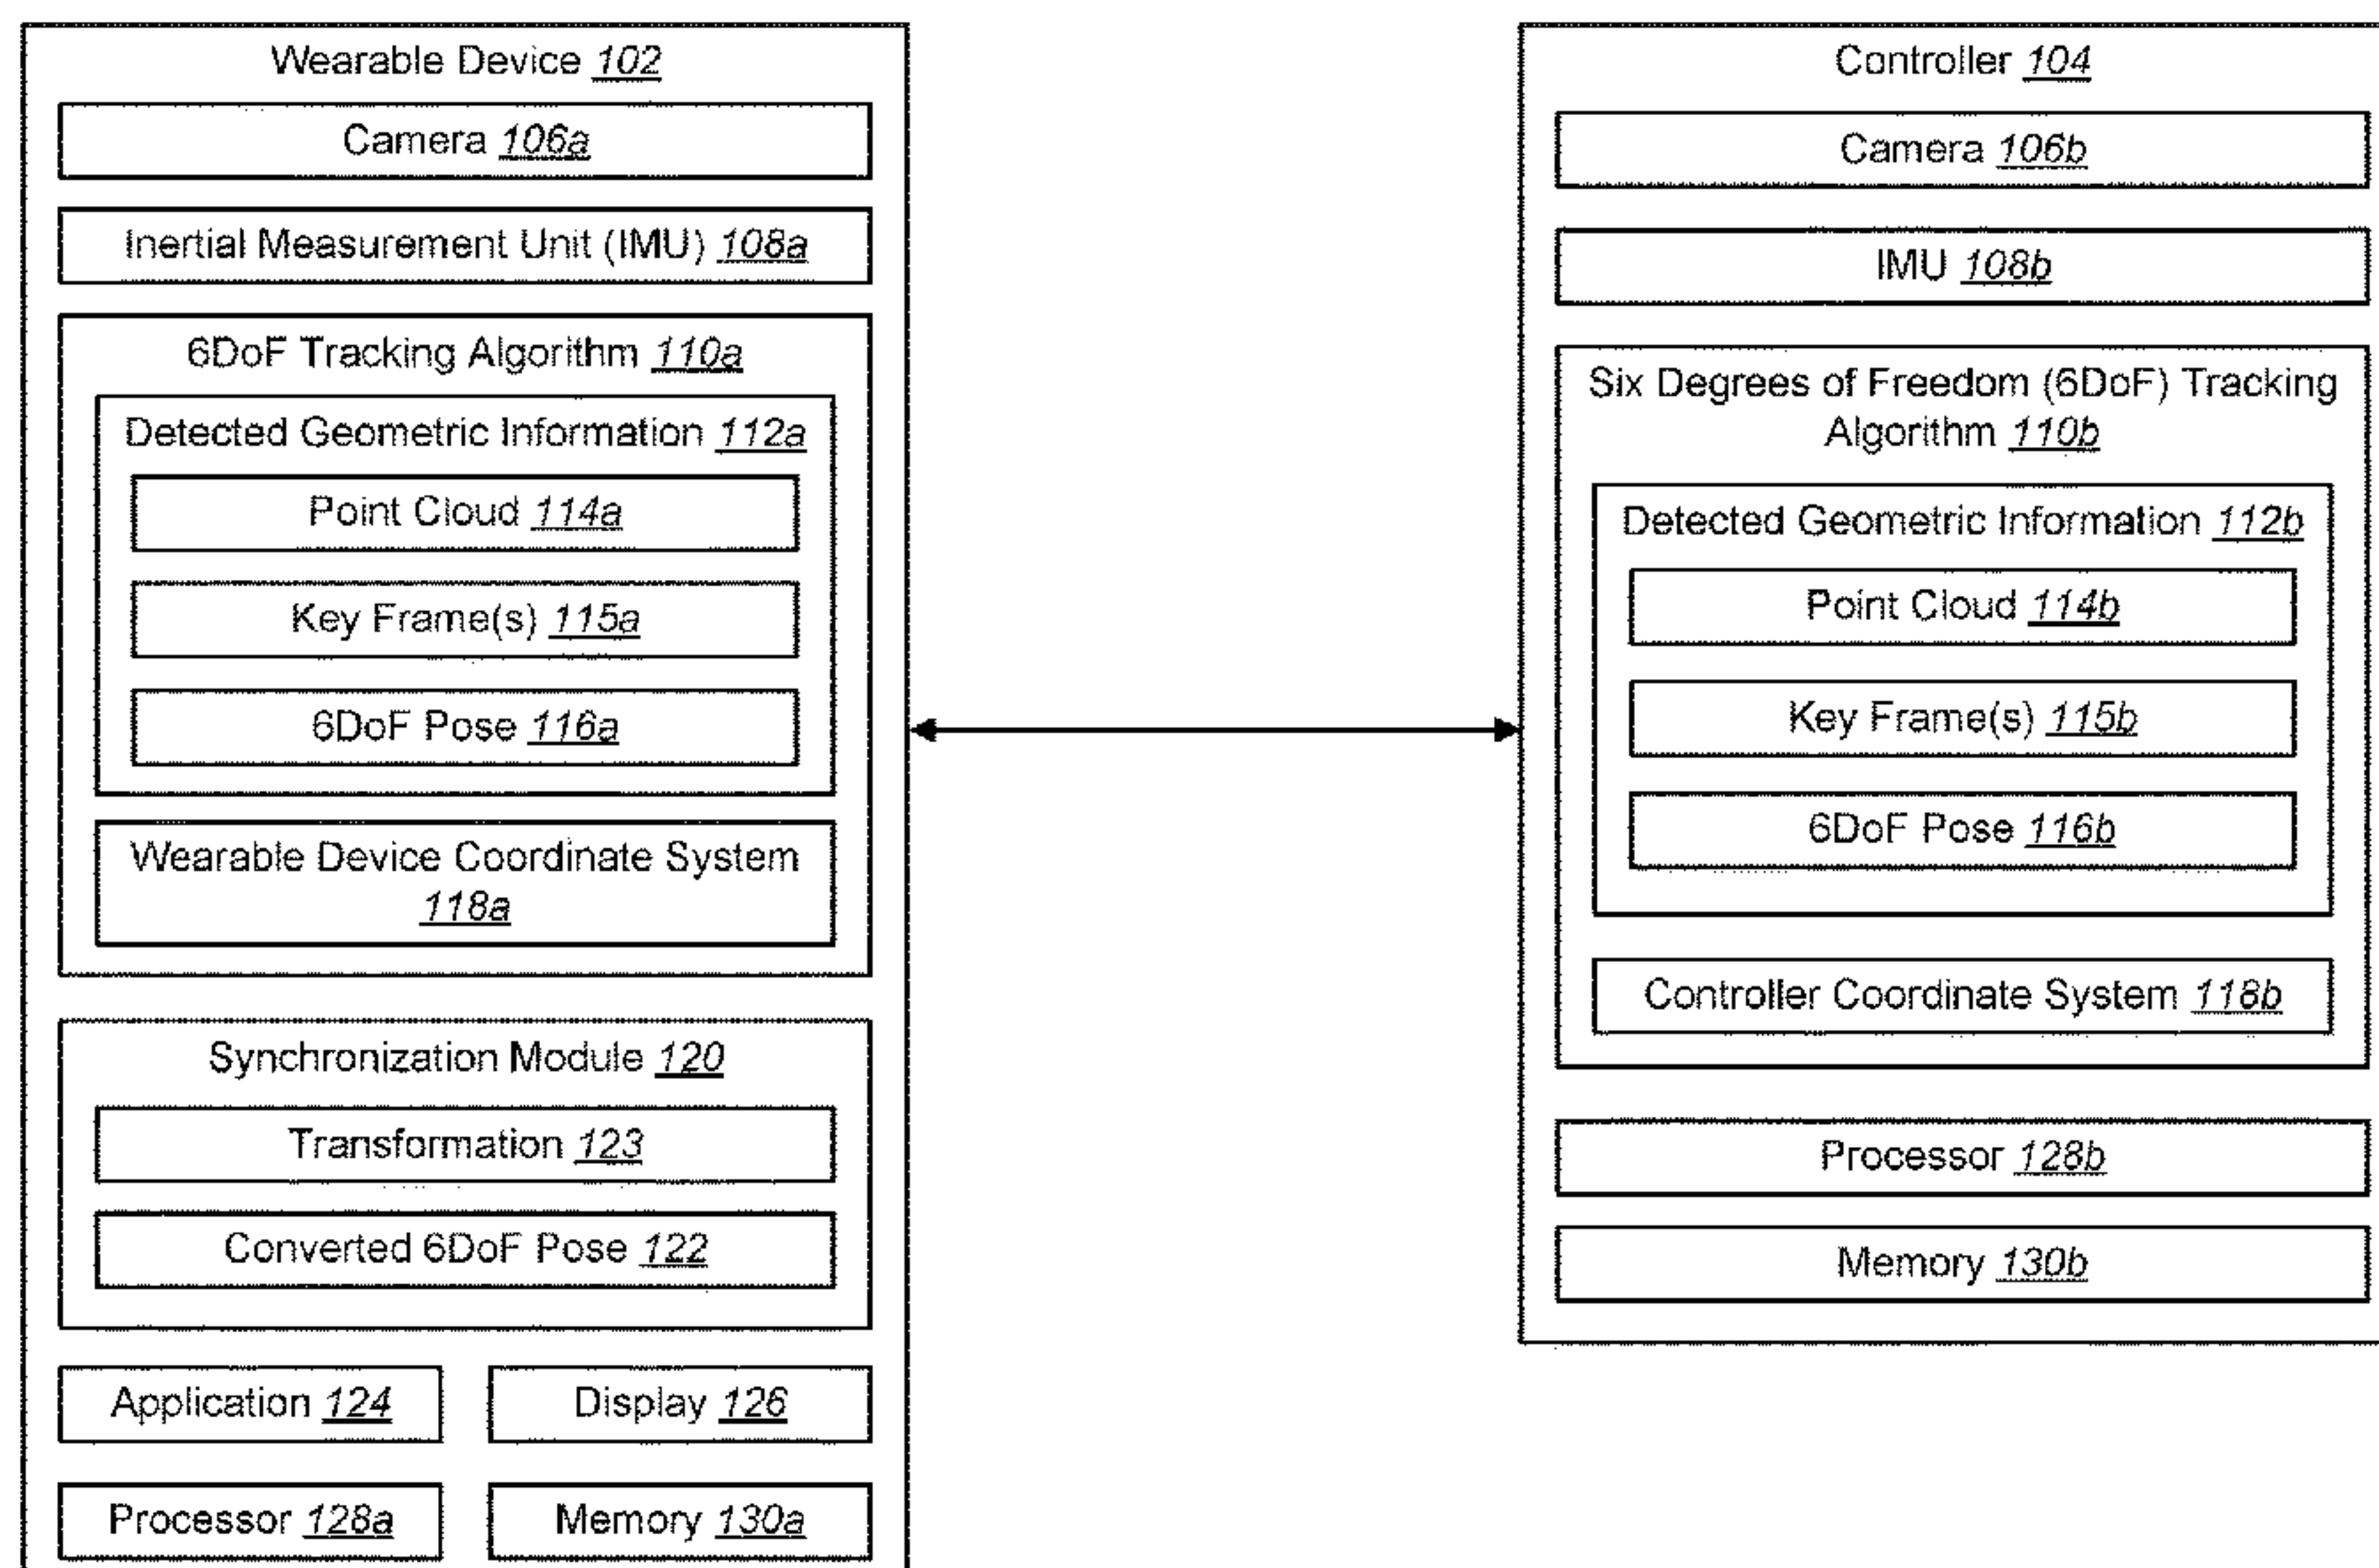 Wearable Device 102
Camera 106a
Inertial Measurement Unit (IMU) 108a
6DoF Tracking Algorithm 110a
Detected Geometric Information 112a
Point Cloud 114a
Key Frame(s) 115a
6DoF Pose 116a
Wearable Device Coordinate System
118a
Synchronization Module 120
Transformation 123
Converted 6DoF Pose 122
Application 124
Display 126
Processor 128a
Memory 130a
Controller 104
Camera 106b
IMU 108b
Six Degrees of Freedom (6DoF) Tracking
Algorithm 110b
Detected Geometric Information 112b
Point Cloud 114b
Key Frame(s) 115b
6DoF Pose 116b
Controller Coordinate System 118b
Processor 128b
Memory 130b